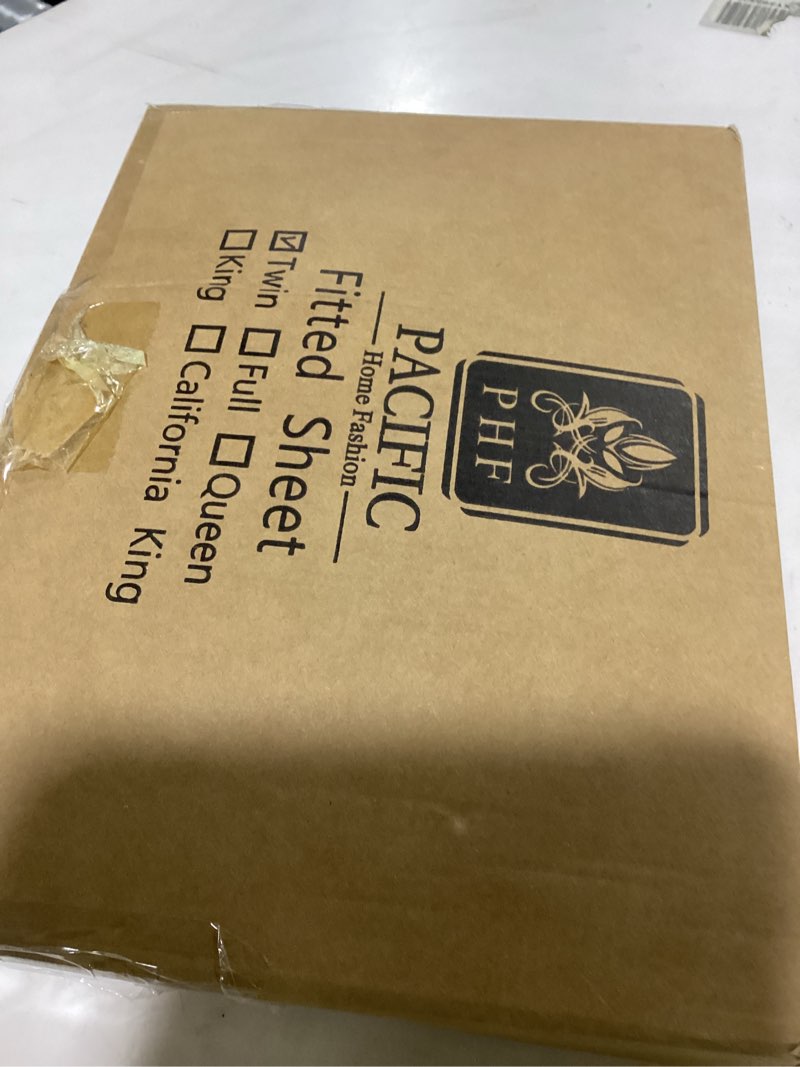 PHF
PACIFIC
Home Fashion
Fitted Sheet
☑Twin ☐Full ☐Queen
☐King ☐California King